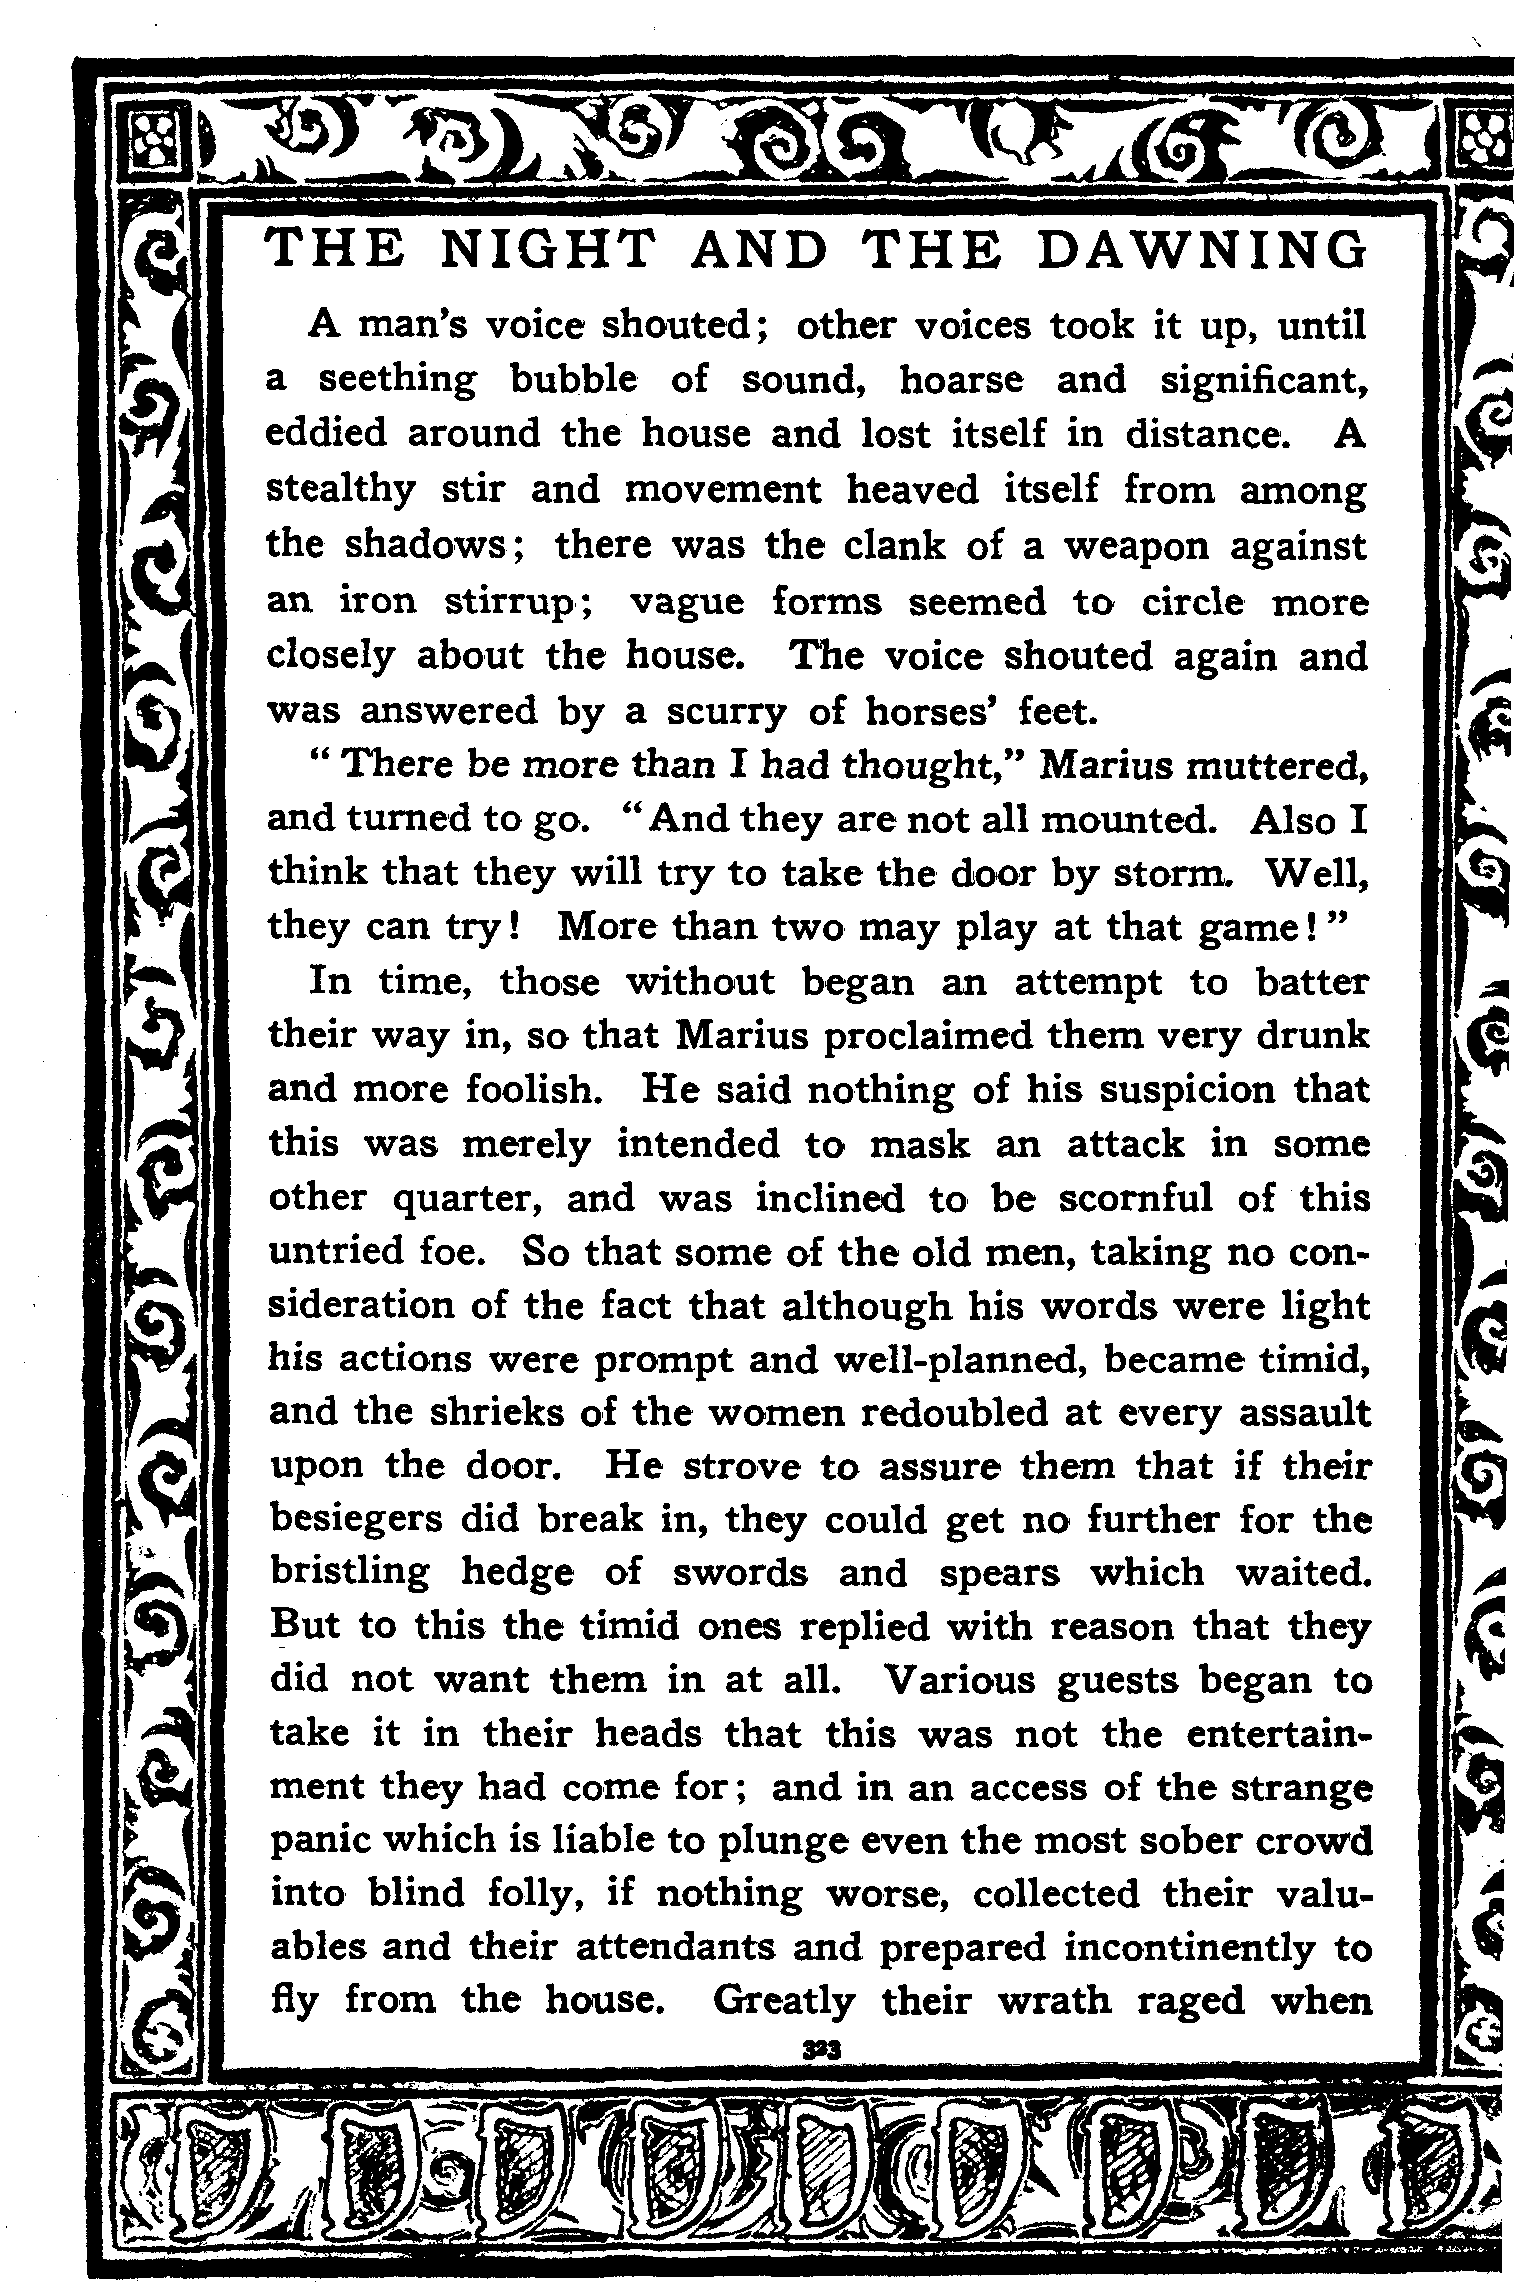 THE NIGHT AND THE DAWNING
A man's voice shouted; other voices took it up, until
a seething bubble of sound, hoarse and significant,
eddied around the house and lost itself in distance. A
stealthy stir and movement heaved itself from among
the shadows; there was the clank of a weapon against
an iron stirrup; vague forms seemed to circle more
closely about the house. The voice shouted again and
was answered by a scurry of horses' feet.
“There be more than I had thought,” Marius muttered,
and turned to go. “And they are not all mounted. Also I
think that they will try to take the door by storm. Well,
they can try! More than two may play at that game!”
In time, those without began an attempt to batter
their way in, so that Marius proclaimed them very drunk
and more foolish. He said nothing of his suspicion that
this was merely intended to mask an attack in some
other quarter, and was inclined to be scornful of this
untried foe. So that some of the old men, taking no con-
sideration of the fact that although his words were light
his actions were prompt and well-planned, became timid,
and the shrieks of the women redoubled at every assault
upon the door. He strove to assure them that if their
besiegers did break in, they could get no further for the
bristling hedge of swords and spears which waited.
But to this the timid ones replied with reason that they
did not want them in at all. Various guests began to
take it in their heads that this was not the entertain-
ment they had come for; and in an access of the strange
panic which is liable to plunge even the most sober crowd
into blind folly, if nothing worse, collected their valu-
ables and their attendants and prepared incontinently to
fly from the house. Greatly their wrath raged when
323